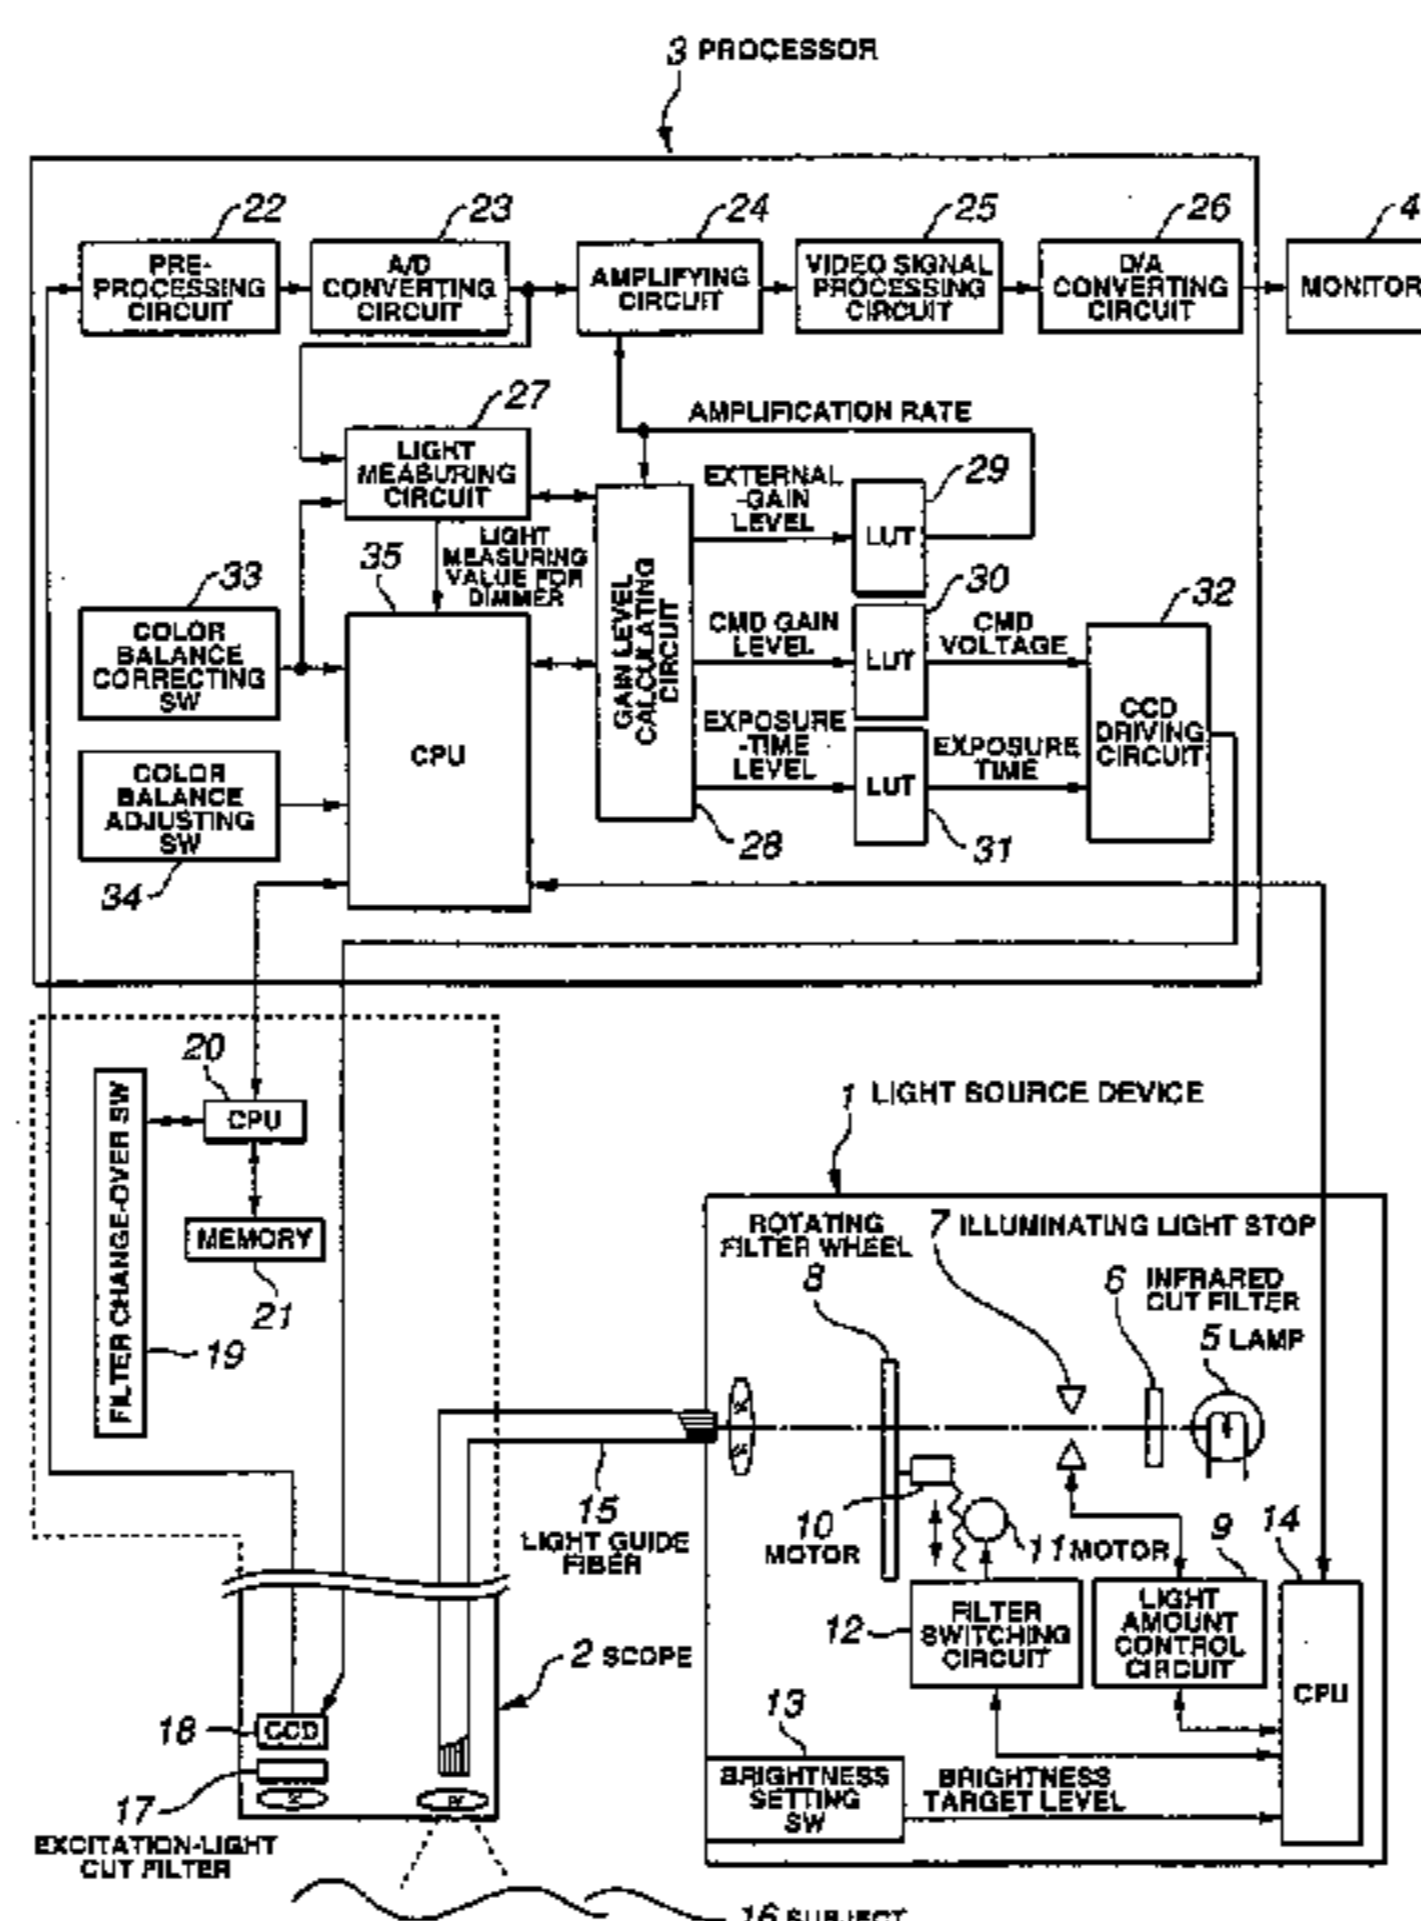 3 PROCESSOR
22
23
24
25
26
4
PRE-
PROCESSING
CIRCUIT
A/D
CONVERTING
CIRCUIT
AMPLIFYING
CIRCUIT
VIDEO SIGNAL
PROCESSING
CIRCUIT
D/A
CONVERTING
CIRCUIT
MONITOR
27
AMPLIFICATION RATE
LIGHT
MEASURING
CIRCUIT
EXTERNAL
-GAIN
LEVEL
29
LUT
LIGHT
MEASURING
VALUE FOR
DIMMER
35
33
30
32
COLOR
BALANCE
CORRECTING
SW
GAIN LEVEL
CALCULATING
CIRCUIT
CMD GAIN
LEVEL
LUT
CMD
VOLTAGE
CPU
EXPOSURE
-TIME
LEVEL
LUT
EXPOSURE
TIME
CCD
DRIVING
CIRCUIT
COLOR
BALANCE
ADJUSTING
SW
28
31
34
20
CPU
FILTER CHANGE-OVER SW
MEMORY
21
19
1 LIGHT SOURCE DEVICE
ROTATING
FILTER WHEEL
8
7 ILLUMINATING LIGHT STOP
6 INFRARED
CUT FILTER
5 LAMP
15
LIGHT GUIDE
FIBER
10
MOTOR
11 MOTOR
9
14
12
FILTER
SWITCHING
CIRCUIT
LIGHT
AMOUNT
CONTROL
CIRCUIT
CPU
2 SCOPE
18
CCD
13
BRIGHTNESS
SETTING
SW
BRIGHTNESS
TARGET LEVEL
17
EXCITATION-LIGHT
CUT FILTER
16 SUBJECT